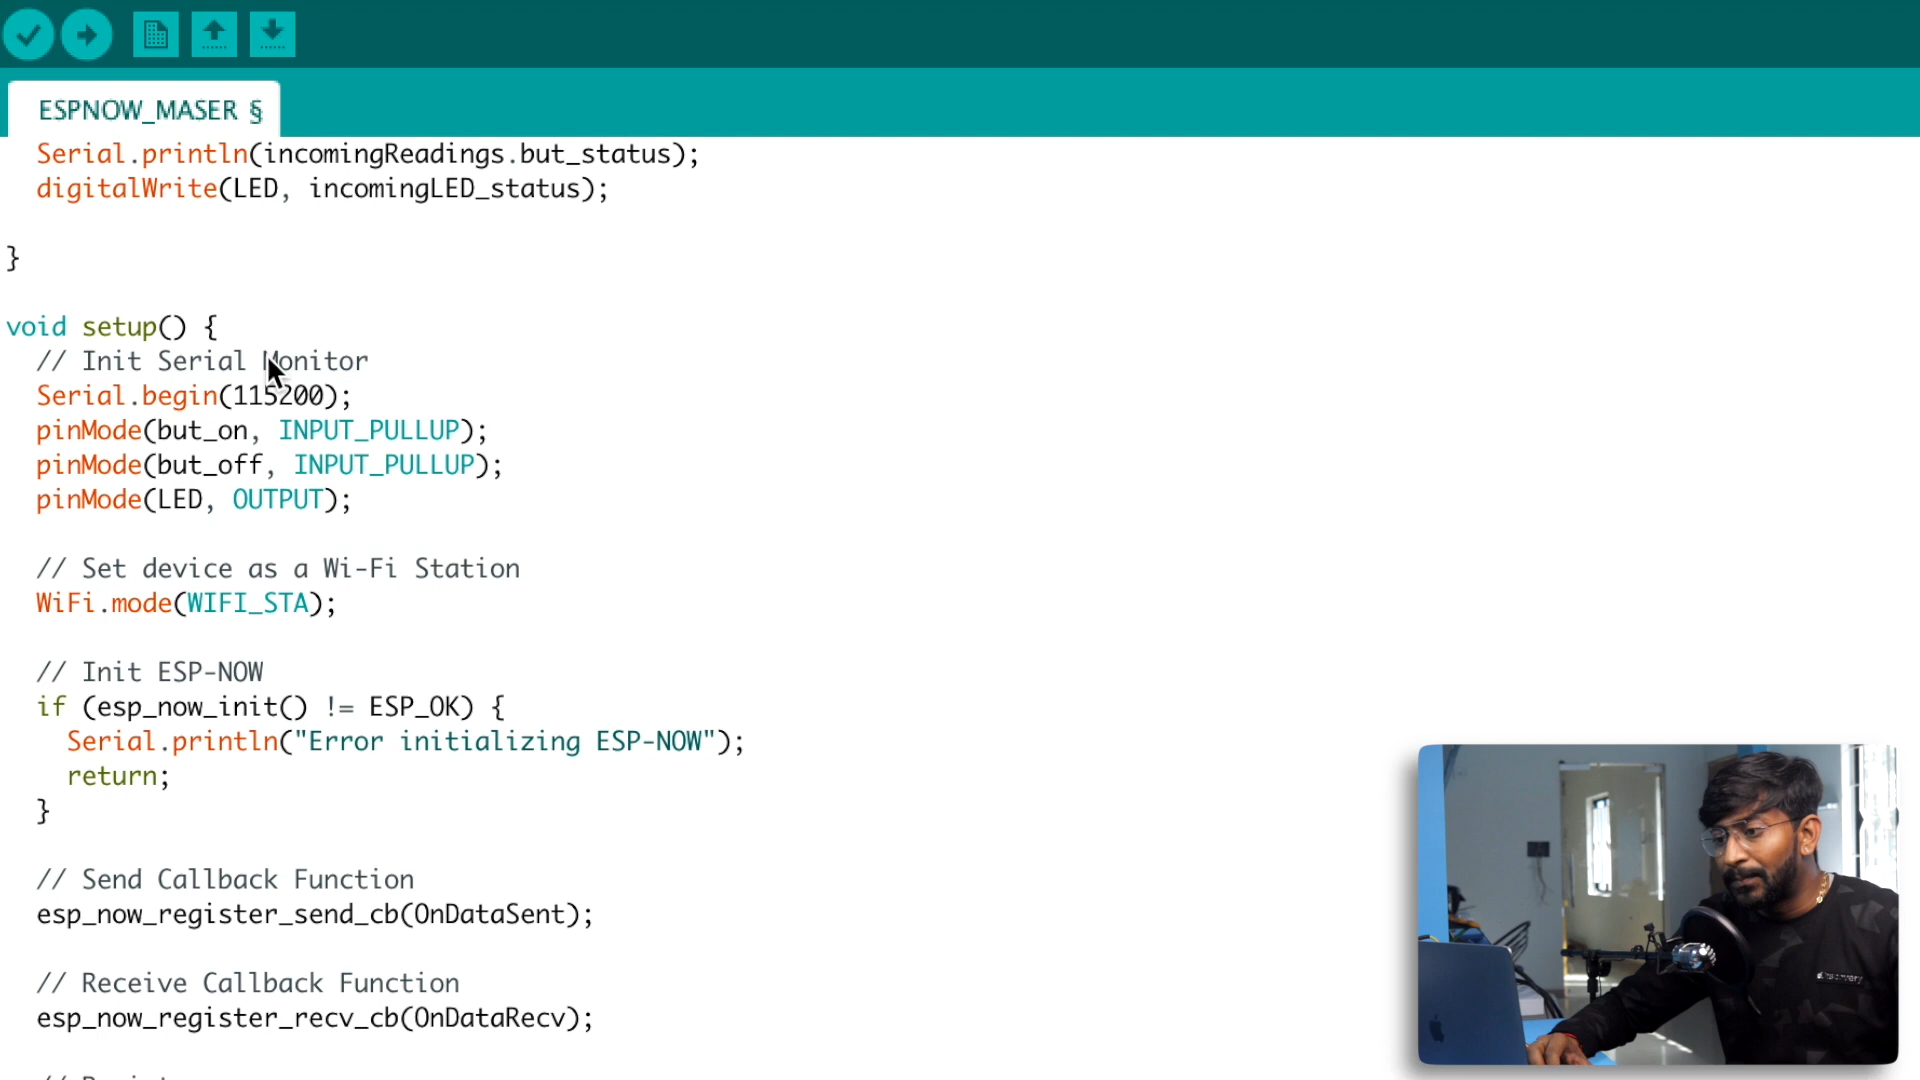 ESPNOW_MASER §
Serial.println(incomingReadings.but_status);
digitalWrite(LED, incomingLED_status);
}
void setup() {
// Init Serial Monitor
Serial.begin(115200);
pinMode(but_on, INPUT_PULLUP);
pinMode(but_off, INPUT_PULLUP);
pinMode(LED, OUTPUT);
// Set device as a Wi-Fi Station
WiFi.mode(WIFI_STA);
// Init ESP-NOW
if (esp_now_init() != ESP_OK) {
Serial.println("Error initializing ESP-NOW");
return;
}
// Send Callback Function
esp_now_register_send_cb(OnDataSent);
// Receive Callback Function
esp_now_register_recv_cb(OnDataRecv);
//